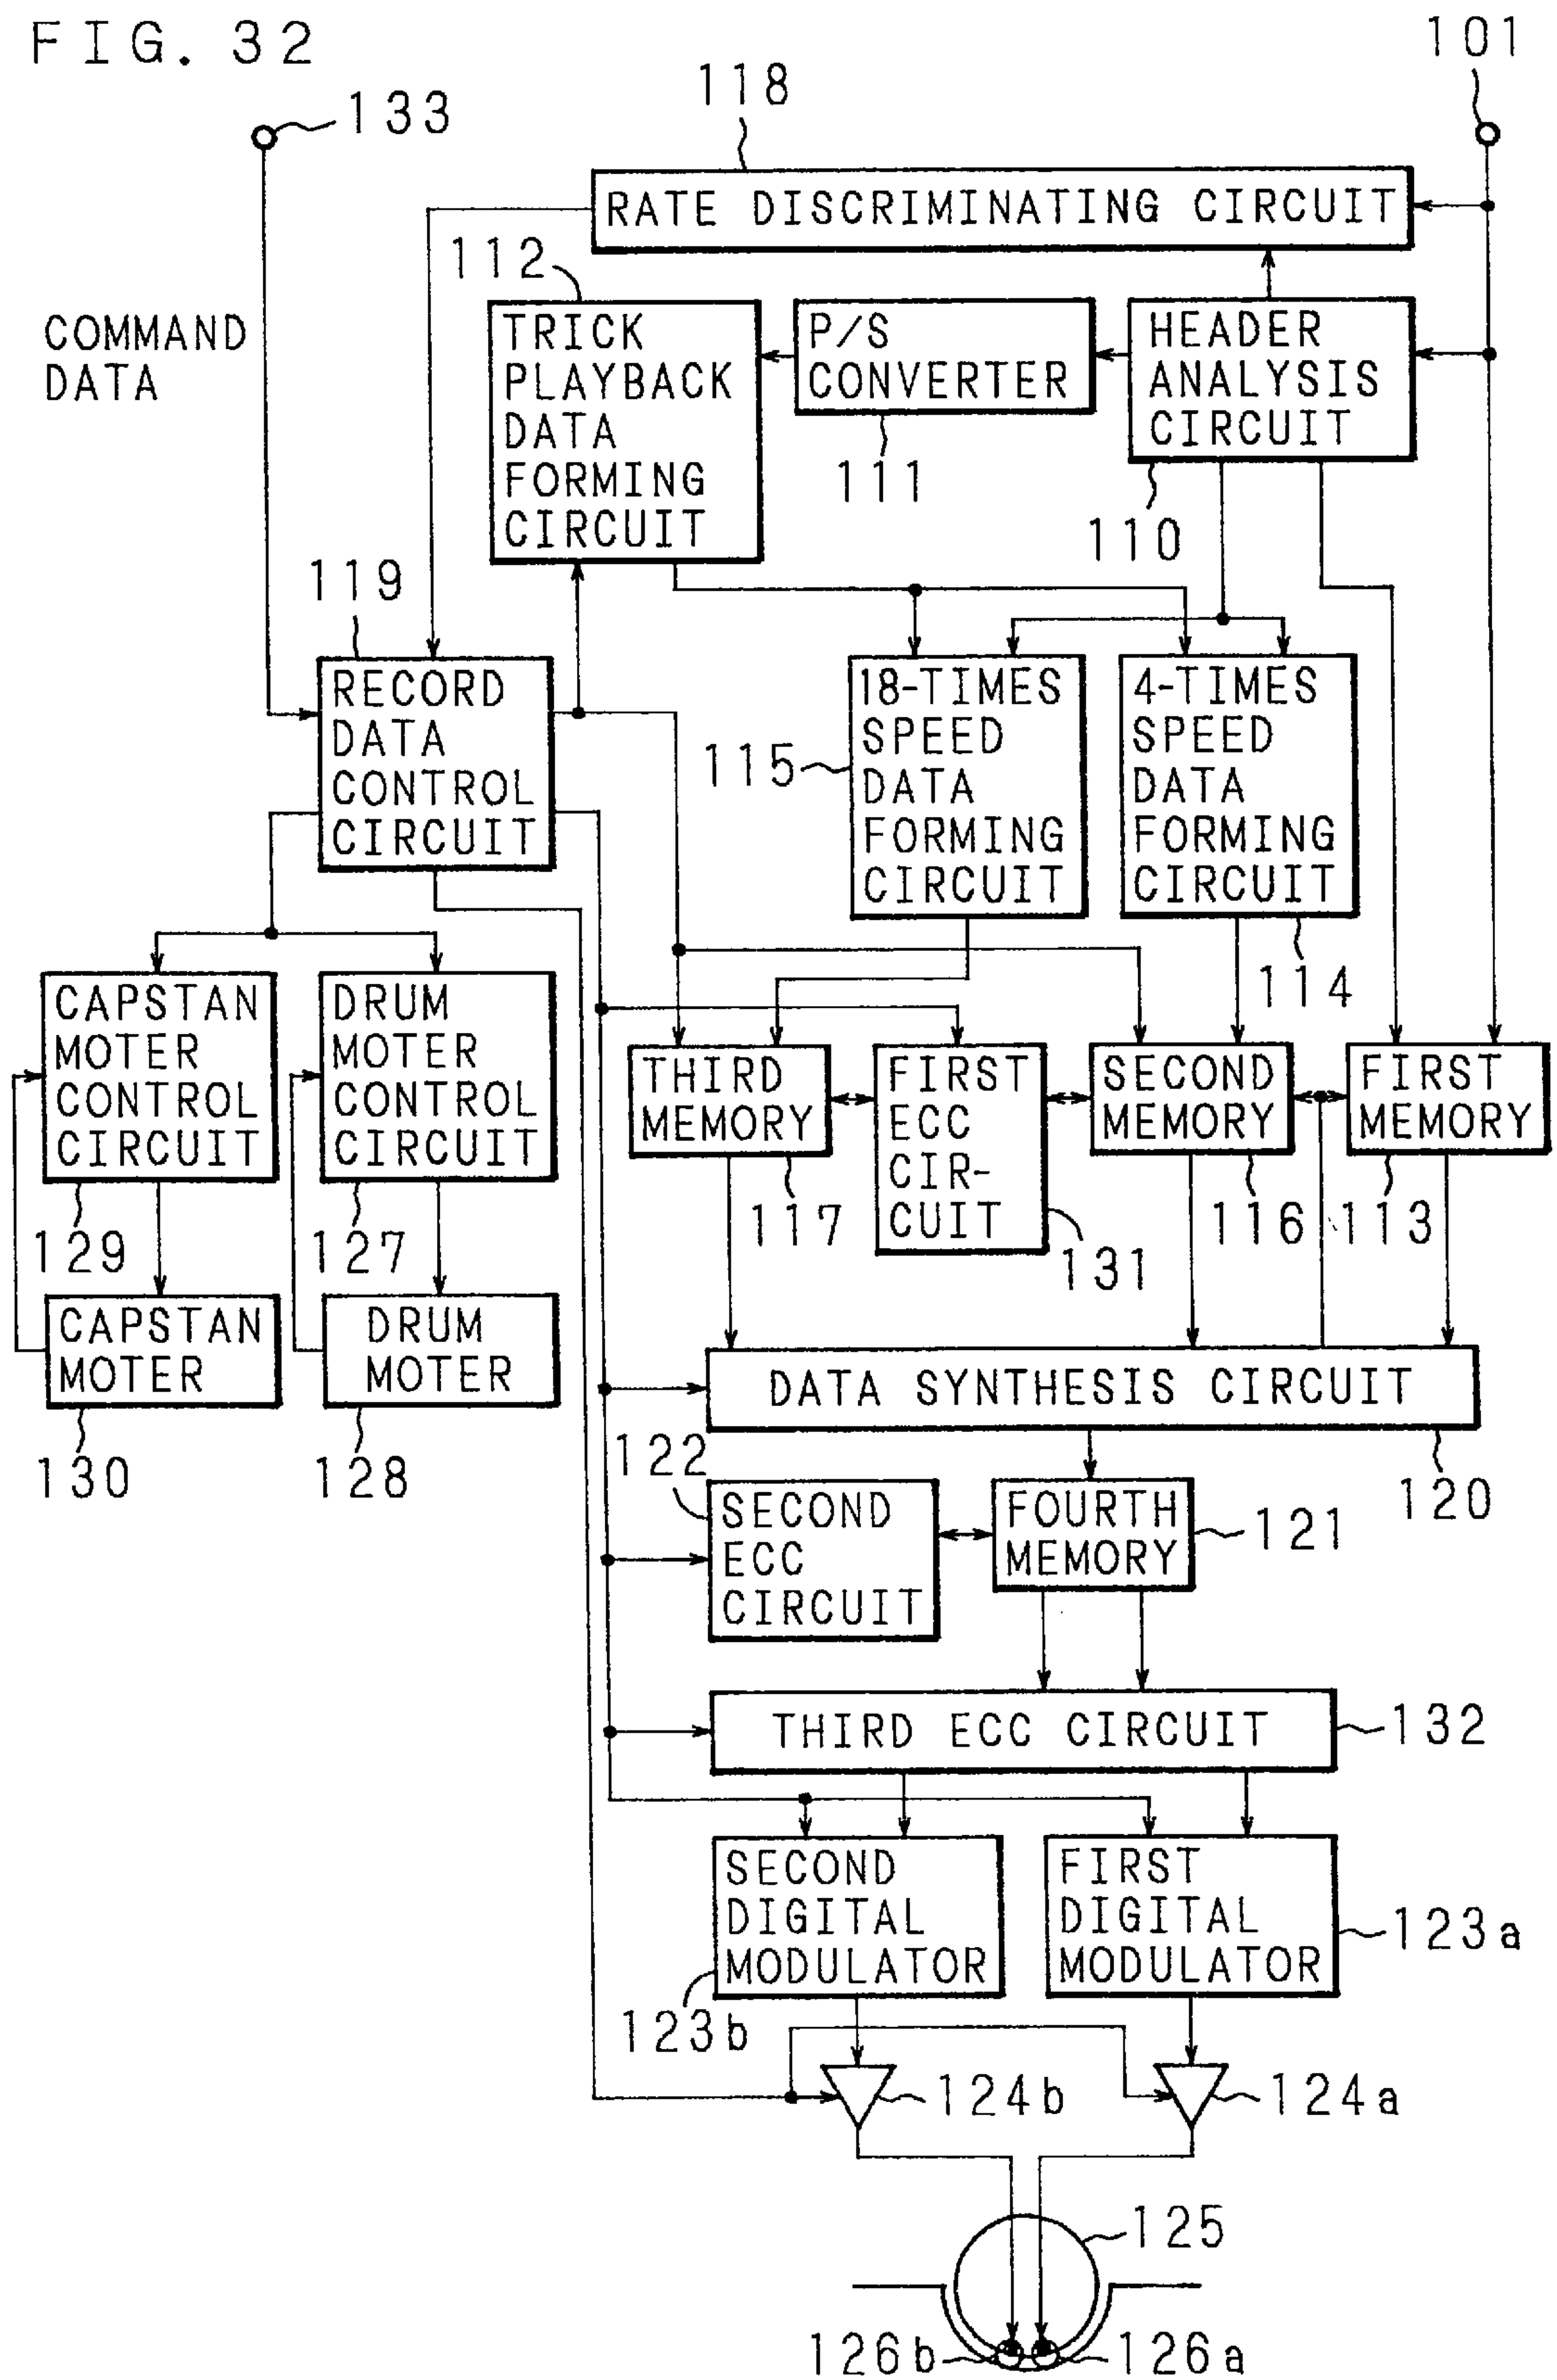 FIG. 32
101
133
118
RATE DISCRIMINATING CIRCUIT
112
COMMAND
DATA
TRICK
PLAYBACK
DATA
FORMING
CIRCUIT
P/S
CONVERTER
HEADER
ANALYSIS
CIRCUIT
111
110
119
RECORD
DATA
CONTROL
CIRCUIT
18-TIMES
SPEED
DATA
FORMING
CIRCUIT
4-TIMES
SPEED
DATA
FORMING
CIRCUIT
115
114
CAPSTAN
MOTER
CONTROL
CIRCUIT
DRUM
MOTER
CONTROL
CIRCUIT
THIRD
MEMORY
FIRST
ECC
CIR-
CUIT
SECOND
MEMORY
FIRST
MEMORY
117
116
113
131
129
127
CAPSTAN
MOTER
DRUM
MOTER
DATA SYNTHESIS CIRCUIT
130
128
122
120
SECOND
ECC
CIRCUIT
FOURTH
MEMORY
121
THIRD ECC CIRCUIT
132
SECOND
DIGITAL
MODULATOR
FIRST
DIGITAL
MODULATOR
123a
123b
124b
124a
125
126b
126a